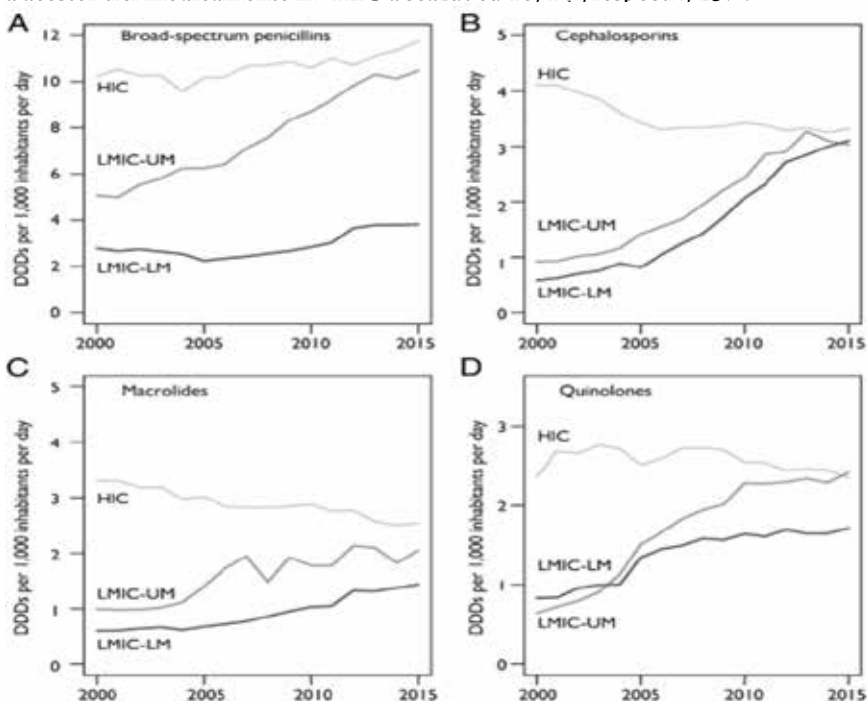 A
Broad-spectrum penicillins
DDDs per 1,000 inhabitants per day
12
10
8
6
4
2
0
HIC
LMIC-UM
LMIC-LM
2000 2005 2010 2015
B
Cephalosporins
DDDs per 1,000 inhabitants per day
5
4
3
2
1
0
HIC
LMIC-UM
LMIC-LM
2000 2005 2010 2015
C
Macrolides
DDDs per 1,000 inhabitants per day
5
4
3
2
1
0
HIC
LMIC-UM
LMIC-LM
2000 2005 2010 2015
D
Quinolones
DDDs per 1,000 inhabitants per day
3
2
1
0
HIC
LMIC-LM
LMIC-UM
2000 2005 2010 2015